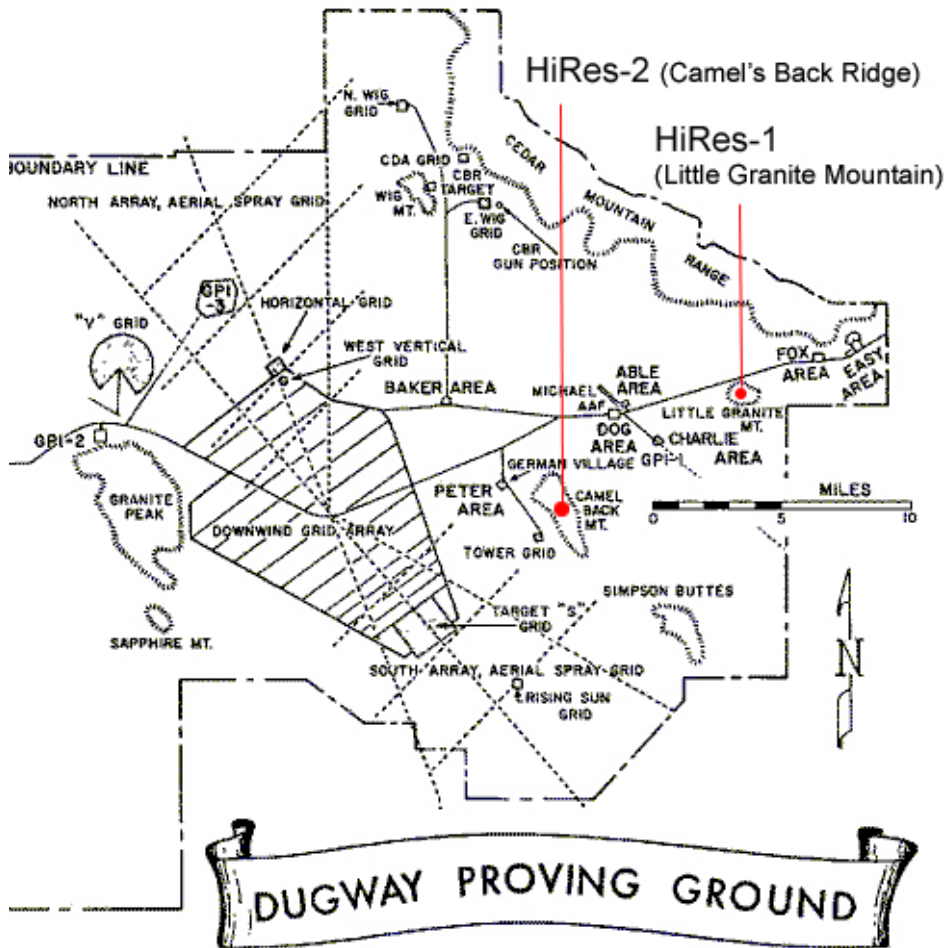 HiRes-2 (Camel's Back Ridge)
HiRes-1
(Little Granite Mountain)
N. WIG
GRID
CEDAR
MOUNTAIN
RANGE
CDA GRID
CBR
TARGET
WIG
MT.
E. WIG
GRID
CBR
GUN POSITION
BOUNDARY LINE
NORTH ARRAY, AERIAL SPRAY GRID
GPI
-3
HORIZONTAL GRID
"V" GRID
WEST VERTICAL
GRID
BAKER AREA
MICHAEL
AAF
ABLE
AREA
FOX
AREA
EASY
AREA
LITTLE GRANITE
MT.
DOG
AREA
CHARLIE
AREA
GPI-1
GPI-2
GRANITE
PEAK
GERMAN VILLAGE
PETER
AREA
CAMEL
BACK
MT.
MILES
0 5 10
DOWNWIND GRID ARRAY
TOWER GRID
TARGET "S"
GRID
SIMPSON BUTTES
SAPPHIRE MT.
SOUTH ARRAY, AERIAL SPRAY GRID
RISING SUN
GRID
N
DUGWAY PROVING GROUND